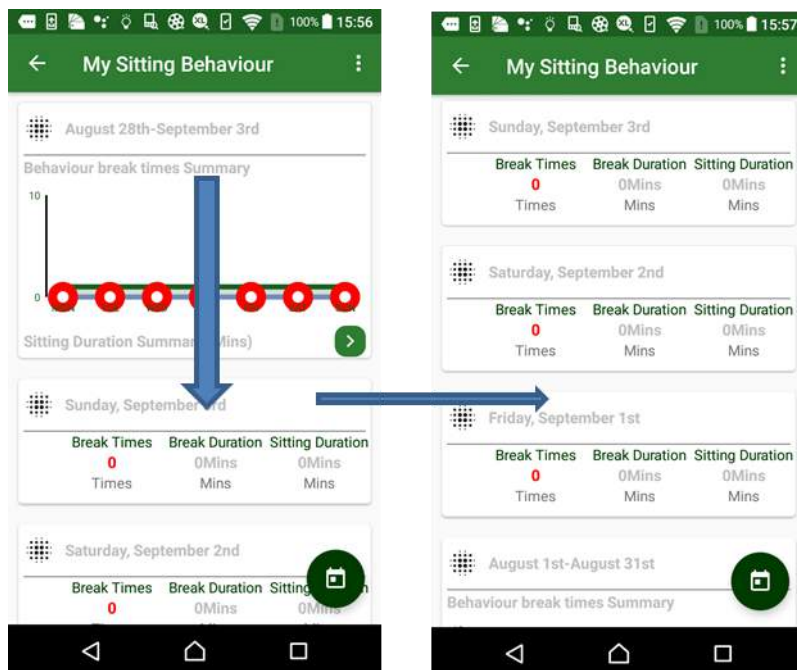 100% 15:56
My Sitting Behaviour
August 28th-September 3rd
Behaviour break times Summary
10
0
Sitting Duration Summary Mins)
Sunday, September 3rd
Break Times Break Duration Sitting Duration
0 0Mins 0Mins
Times Mins Mins
Saturday, September 2nd
Break Times Break Duration Sitting
0 0Mins 0Mins
100% 15:57
My Sitting Behaviour
Sunday, September 3rd
Break Times Break Duration Sitting Duration
0 0Mins 0Mins
Times Mins Mins
Saturday, September 2nd
Break Times Break Duration Sitting Duration
0 0Mins 0Mins
Times Mins Mins
Friday, September 1st
Break Times Break Duration Sitting Duration
0 0Mins 0Mins
Times Mins Mins
August 1st-August 31st
Behaviour break times Summary